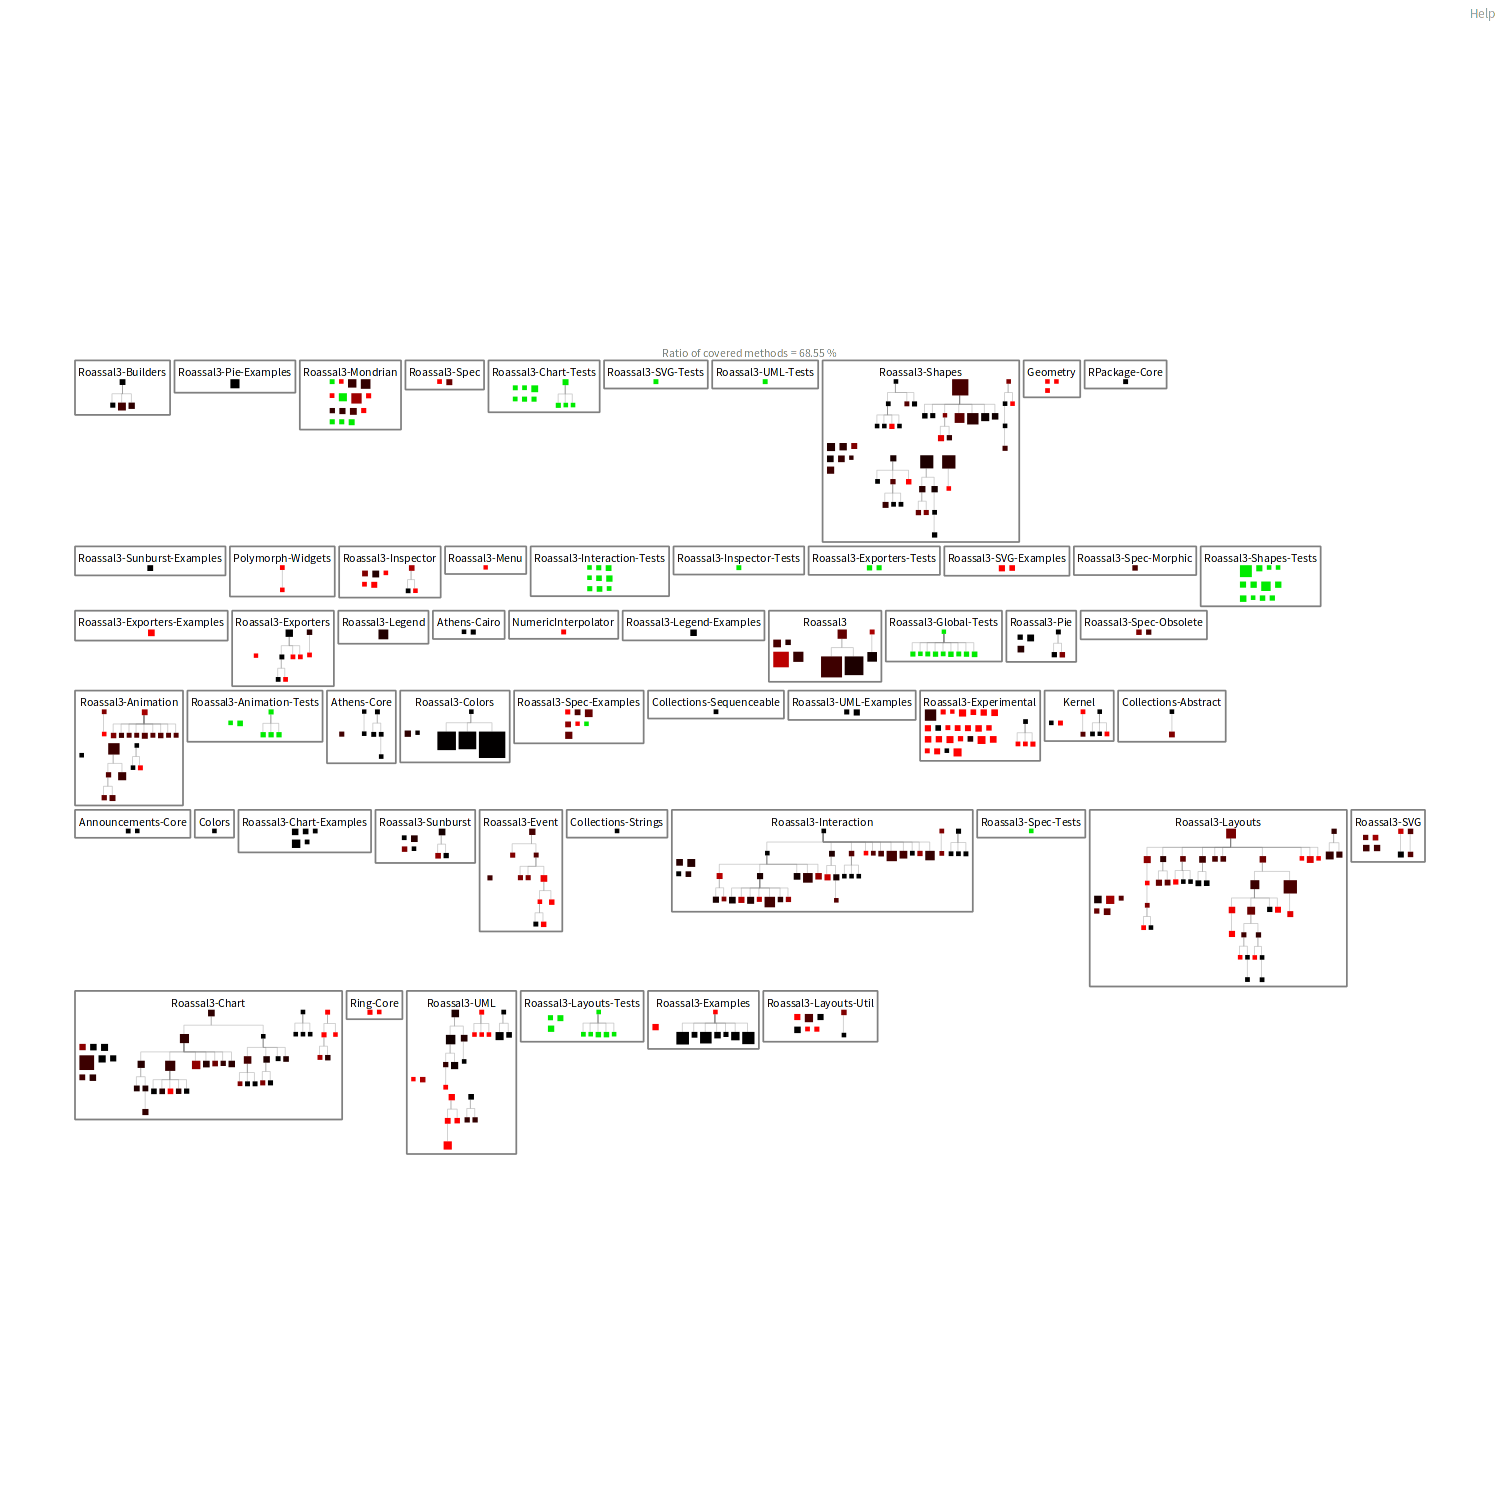 Help
Ratio of covered methods = 68.55 %
Roassal3-Builders
Roassal3-Pie-Examples
Roassal3-Mondrian
Roassal3-Spec
Roassal3-Chart-Tests
Roassal3-SVG-Tests
Roassal3-UML-Tests
Roassal3-Shapes
Geometry
RPackage-Core
Roassal3-Sunburst-Examples
Polymorph-Widgets
Roassal3-Inspector
Roassal3-Menu
Roassal3-Interaction-Tests
Roassal3-Inspector-Tests
Roassal3-Exporters-Tests
Roassal3-SVG-Examples
Roassal3-Spec-Morphic
Roassal3-Shapes-Tests
Roassal3-Exporters-Examples
Roassal3-Exporters
Roassal3-Legend
Athens-Cairo
NumericInterpolator
Roassal3-Legend-Examples
Roassal3
Roassal3-Global-Tests
Roassal3-Pie
Roassal3-Spec-Obsolete
Roassal3-Animation
Roassal3-Animation-Tests
Athens-Core
Roassal3-Colors
Roassal3-Spec-Examples
Collections-Sequenceable
Roassal3-UML-Examples
Roassal3-Experimental
Kernel
Collections-Abstract
Announcements-Core
Colors
Roassal3-Chart-Examples
Roassal3-Sunburst
Roassal3-Event
Collections-Strings
Roassal3-Interaction
Roassal3-Spec-Tests
Roassal3-Layouts
Roassal3-SVG
Roassal3-Chart
Ring-Core
Roassal3-UML
Roassal3-Layouts-Tests
Roassal3-Examples
Roassal3-Layouts-Util